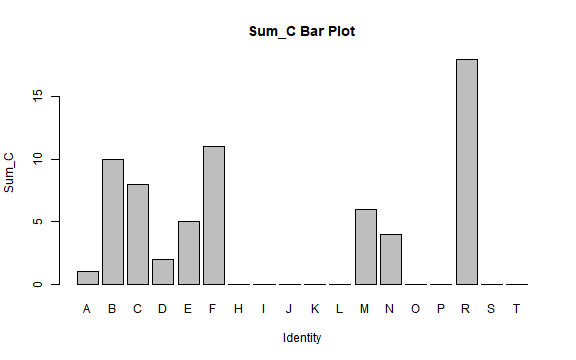 Sum_C Bar Plot
Sum_C
15
10
5
0
A B C D E F H I J K L M N O P R S T
Identity